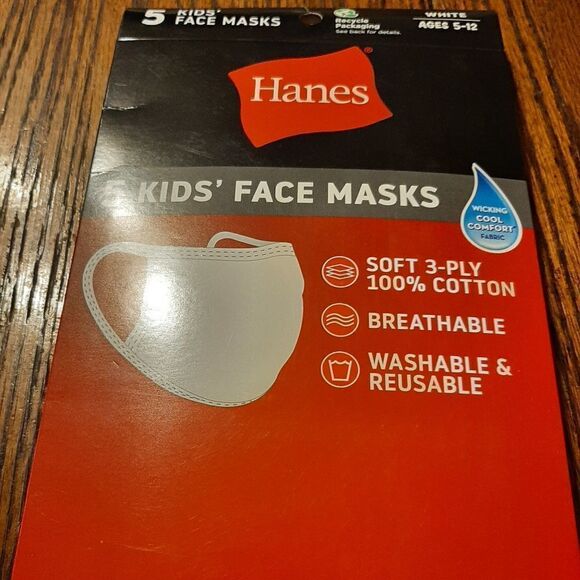 5 KIDS'
FACE MASKS
Recycle
Packaging
See back for details.
WHITE
AGES 5-12
Hanes
®
5 KIDS' FACE MASKS
WICKING
COOL
COMFORT
FABRIC
SOFT 3-PLY
100% COTTON
BREATHABLE
WASHABLE &
REUSABLE